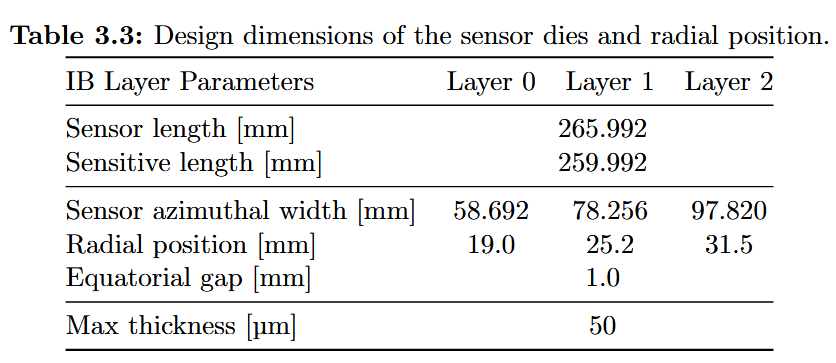 Table 3.3: Design dimensions of the sensor dies and radial position.
IB Layer Parameters Layer 0 Layer 1 Layer 2
Sensor length [mm] 265.992
Sensitive length [mm] 259.992
Sensor azimuthal width [mm] 58.692 78.256 97.820
Radial position [mm] 19.0 25.2 31.5
Equatorial gap [mm] 1.0
Max thickness [µm] 50